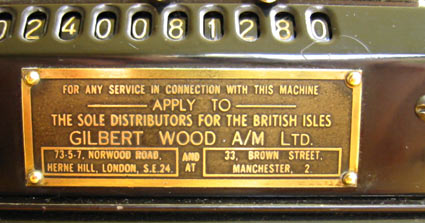 0240081280
FOR ANY SERVICE IN CONNECTION WITH THIS MACHINE
APPLY TO
THE SOLE DISTRIBUTORS FOR THE BRITISH ISLES
GILBERT WOOD A/M LTD.
73-5-7, NORWOOD ROAD, HERNE HILL, LONDON, S.E.24.
AND AT
33, BROWN STREET, MANCHESTER, 2.